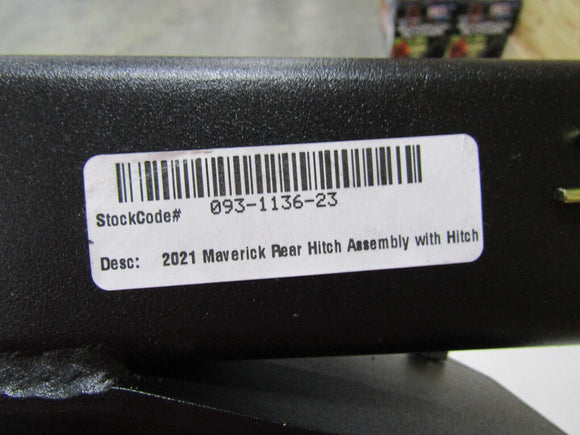 StockCode# 093-1136-23
Desc: 2021 Maverick Rear Hitch Assembly with Hitch